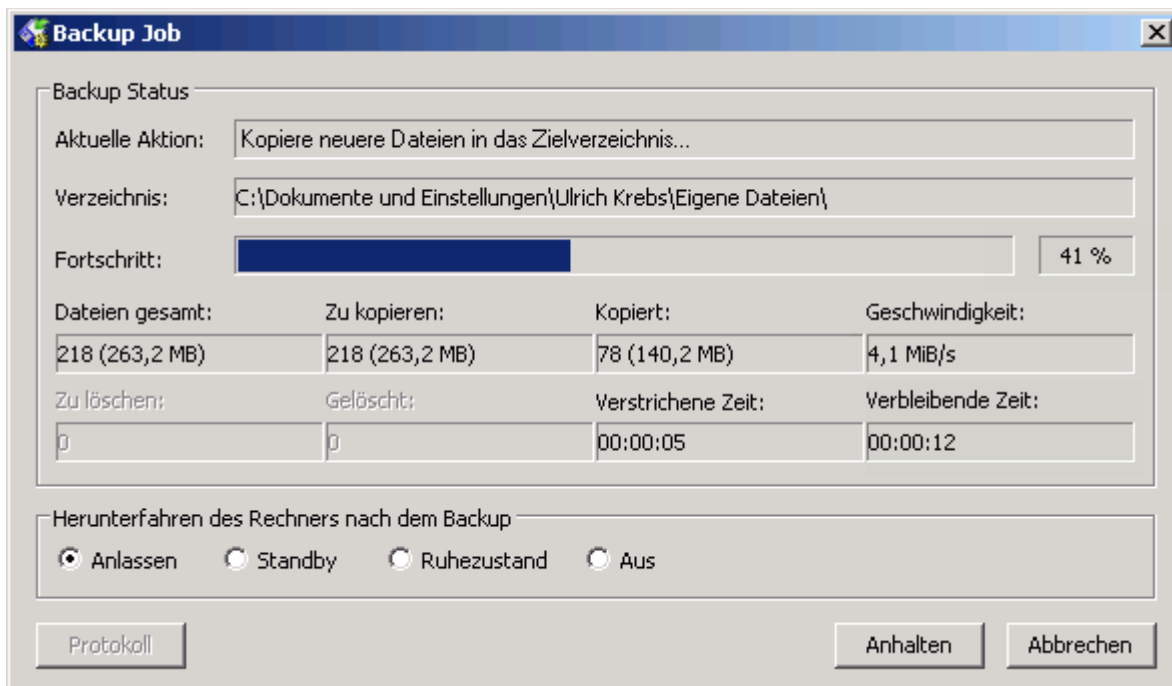 Backup Job
Backup Status
Aktuelle Aktion: Kopiere neuere Dateien in das Zielverzeichnis...
Verzeichnis: C:\Dokumente und Einstellungen\Ulrich Krebs\Eigene Dateien\
Fortschritt: 41 %
Dateien gesamt: Zu kopieren: Kopiert: Geschwindigkeit:
218 (263,2 MB) 218 (263,2 MB) 78 (140,2 MB) 4,1 MiB/s
Zu löschen: Gelöscht: Verstrichene Zeit: Verbleibende Zeit:
0 0 00:00:05 00:00:12
Herunterfahren des Rechners nach dem Backup
Anlassen Standby Ruhezustand Aus
Protokoll Anhalten Abbrechen